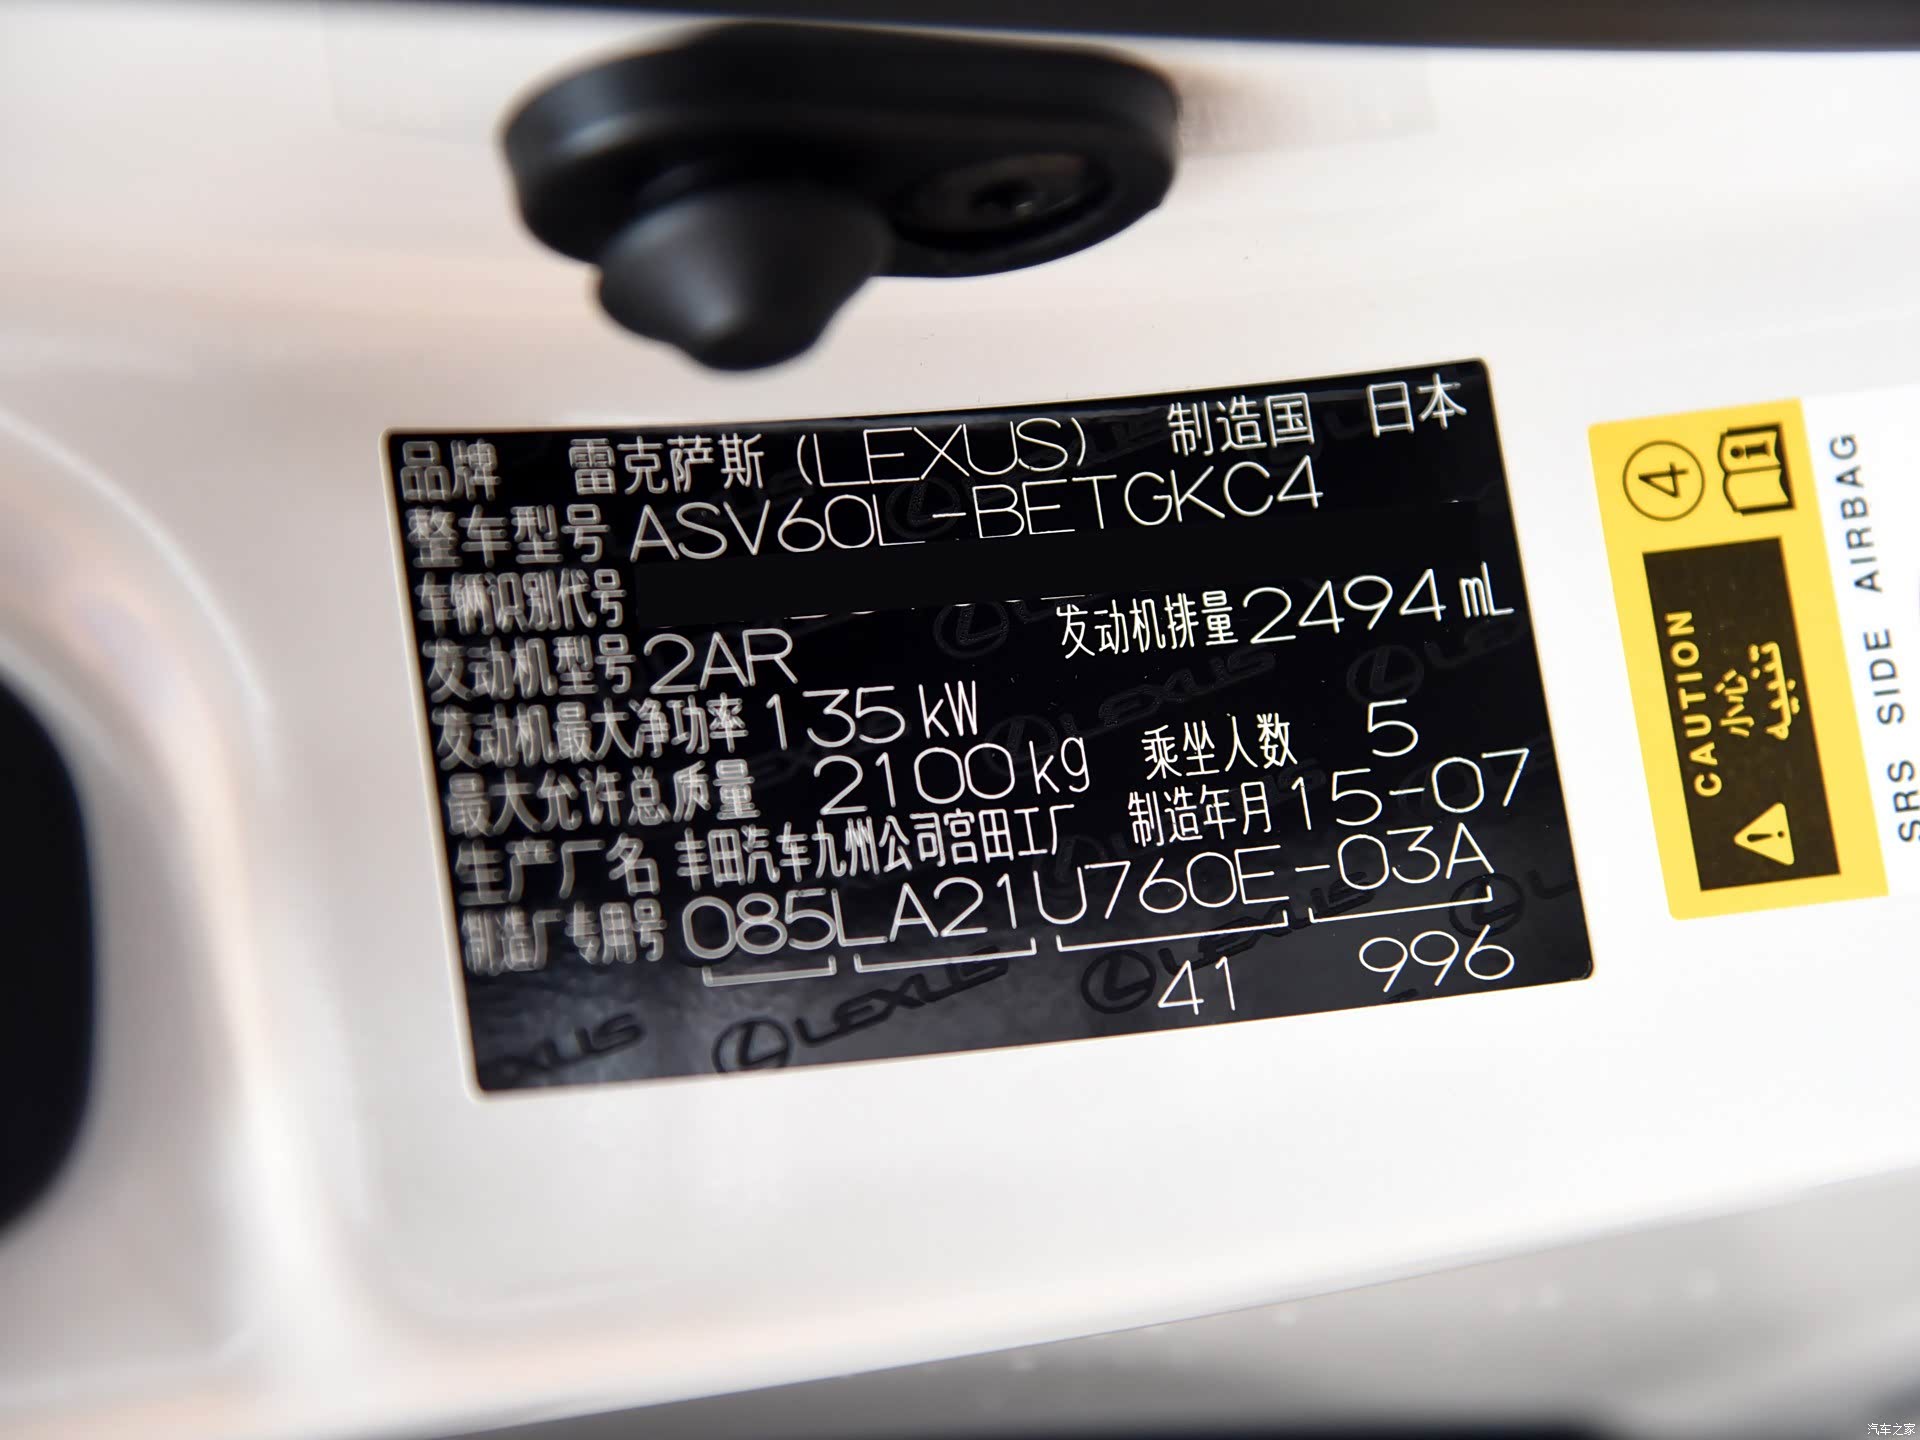 品牌 雷克萨斯 (LEXUS) 制造国 日本
整车型号 ASV60L-BETGKC4
车辆识别代号
发动机型号 2AR 发动机排量 2494 mL
发动机最大净功率 135 kW
最大允许总质量 2100 kg 乘坐人数 5
生产厂名 丰田汽车九州公司宫田工厂 制造年月 15-07
制造厂专用号 085 LA21 U760E -03A
41 996
LEXUS
LEXUS
4
CAUTION
小心
تنبيه
SRS SIDE AIRBAG
汽车之家